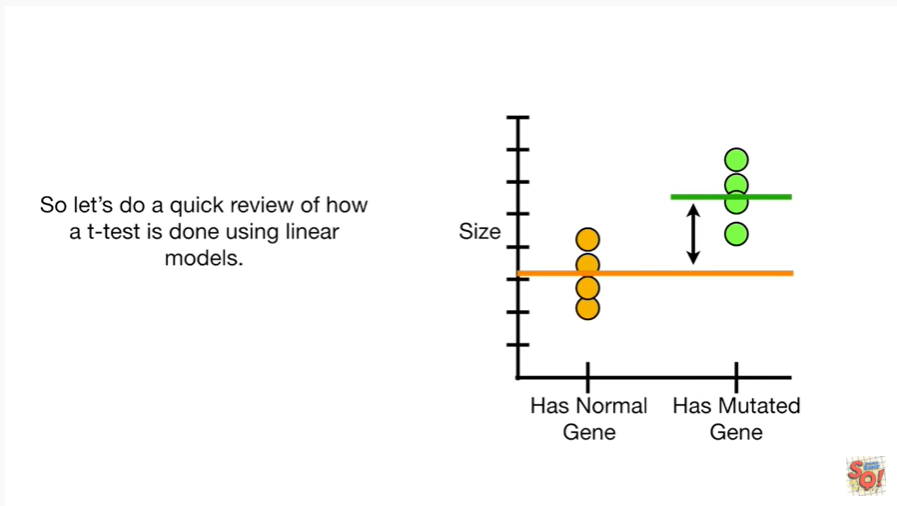 So let's do a quick review of how
a t-test is done using linear
models.
Size
Has Normal
Gene
Has Mutated
Gene
SQ!